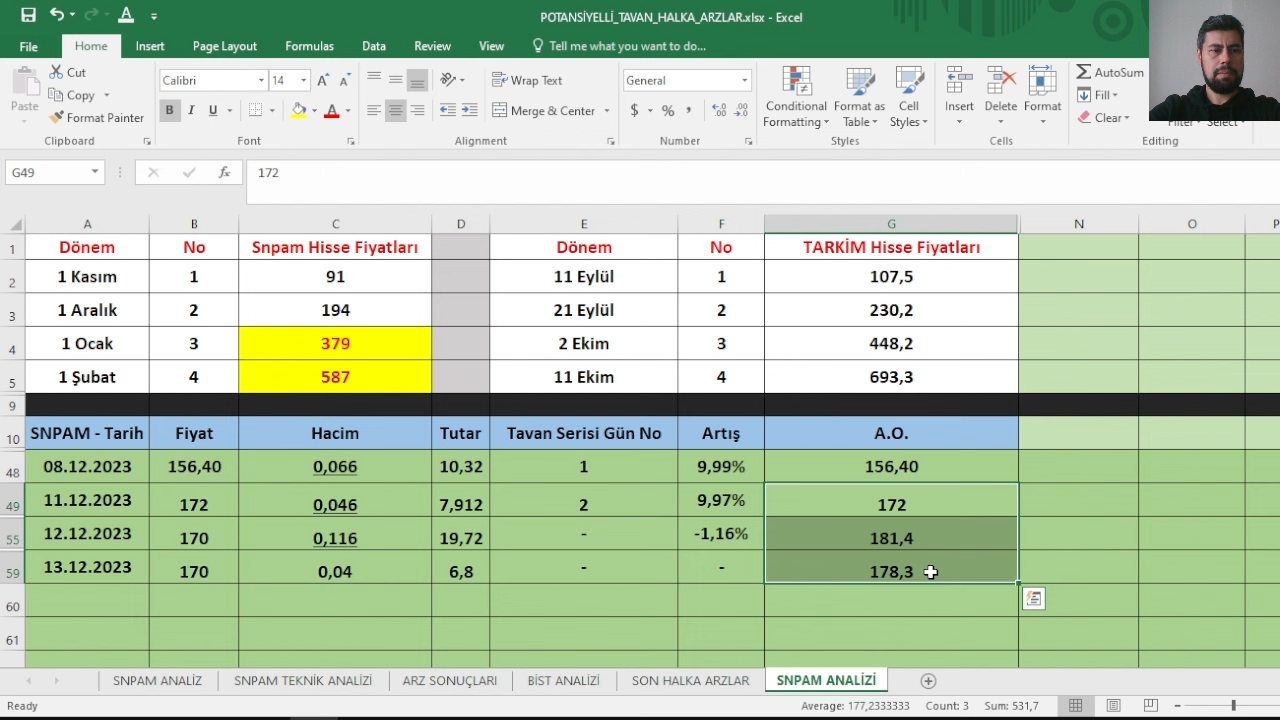 POTANSİYELLİ_TAVAN_HALKA_ARZLAR.xlsx - Excel
File Home Insert Page Layout Formulas Data Review View Tell me what you want to do...
Paste
Cut
Copy
Format Painter
Clipboard
Calibri 14
B I U
Font
Wrap Text
Merge & Center
Alignment
General
$ %
Number
Conditional Formatting
Format as Table
Cell Styles
Styles
Insert Delete Format
Cells
AutoSum
Fill
Clear
Editing
G49 fx 172
A B C D E F G N O P
1 Dönem No Snpam Hisse Fiyatları Dönem No TARKİM Hisse Fiyatları
2 1 Kasım 1 91 11 Eylül 1 107,5
3 1 Aralık 2 194 21 Eylül 2 230,2
4 1 Ocak 3 379 2 Ekim 3 448,2
5 1 Şubat 4 587 11 Ekim 4 693,3
9
10 SNPAM - Tarih Fiyat Hacim Tutar Tavan Serisi Gün No Artış A.O.
48 08.12.2023 156,40 0,066 10,32 1 9,99% 156,40
49 11.12.2023 172 0,046 7,912 2 9,97% 172
55 12.12.2023 170 0,116 19,72 - -1,16% 181,4
59 13.12.2023 170 0,04 6,8 - - 178,3
60
61
SNPAM ANALİZ SNPAM TEKNİK ANALİZİ ARZ SONUÇLARI BİST ANALİZİ SON HALKA ARZLAR SNPAM ANALİZİ
Ready Average: 177,2333333 Count: 3 Sum: 531,7